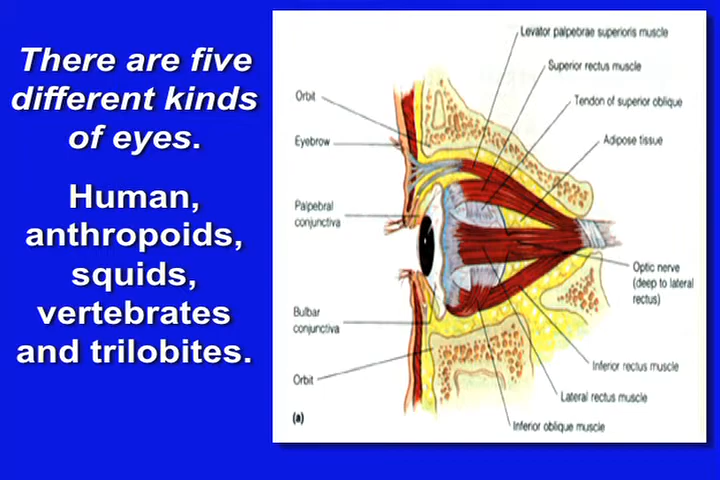 There are five
different kinds
of eyes.
Human,
anthropoids,
squids,
vertebrates
and trilobites.
Levator palpebrae superioris muscle
Superior rectus muscle
Tendon of superior oblique
Adipose tissue
Orbit
Eyebrow
Palpebral
conjunctiva
Optic nerve
(deep to lateral
rectus)
Bulbar
conjunctiva
Inferior rectus muscle
Orbit
Lateral rectus muscle
(a)
Inferior oblique muscle